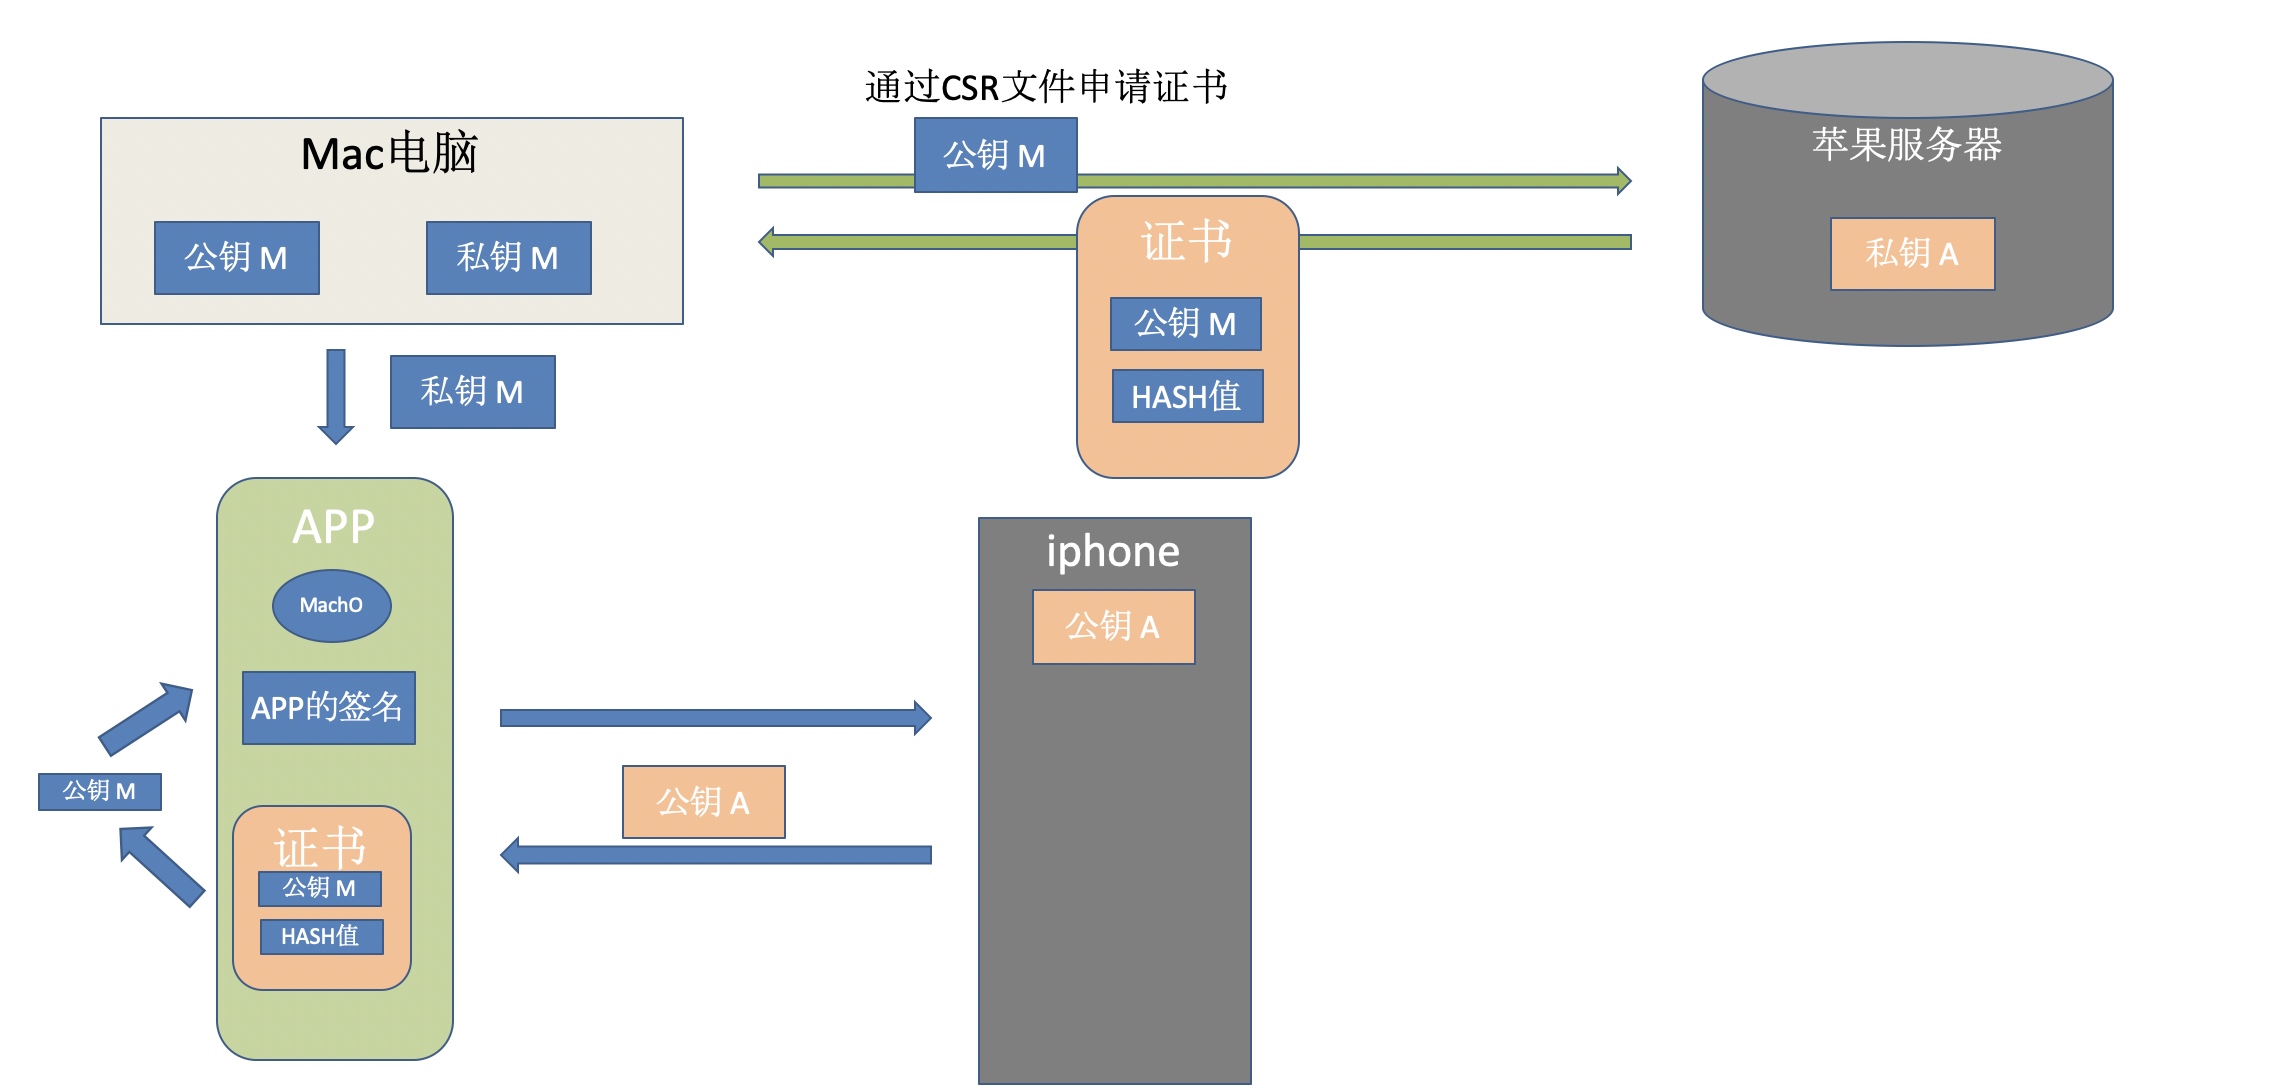 通过CSR文件申请证书
Mac电脑
公钥 M
私钥 M
公钥 M
苹果服务器
私钥 A
证书
公钥 M
HASH值
私钥 M
APP
MachO
APP的签名
公钥 M
证书
公钥 M
HASH值
公钥 A
iphone
公钥 A